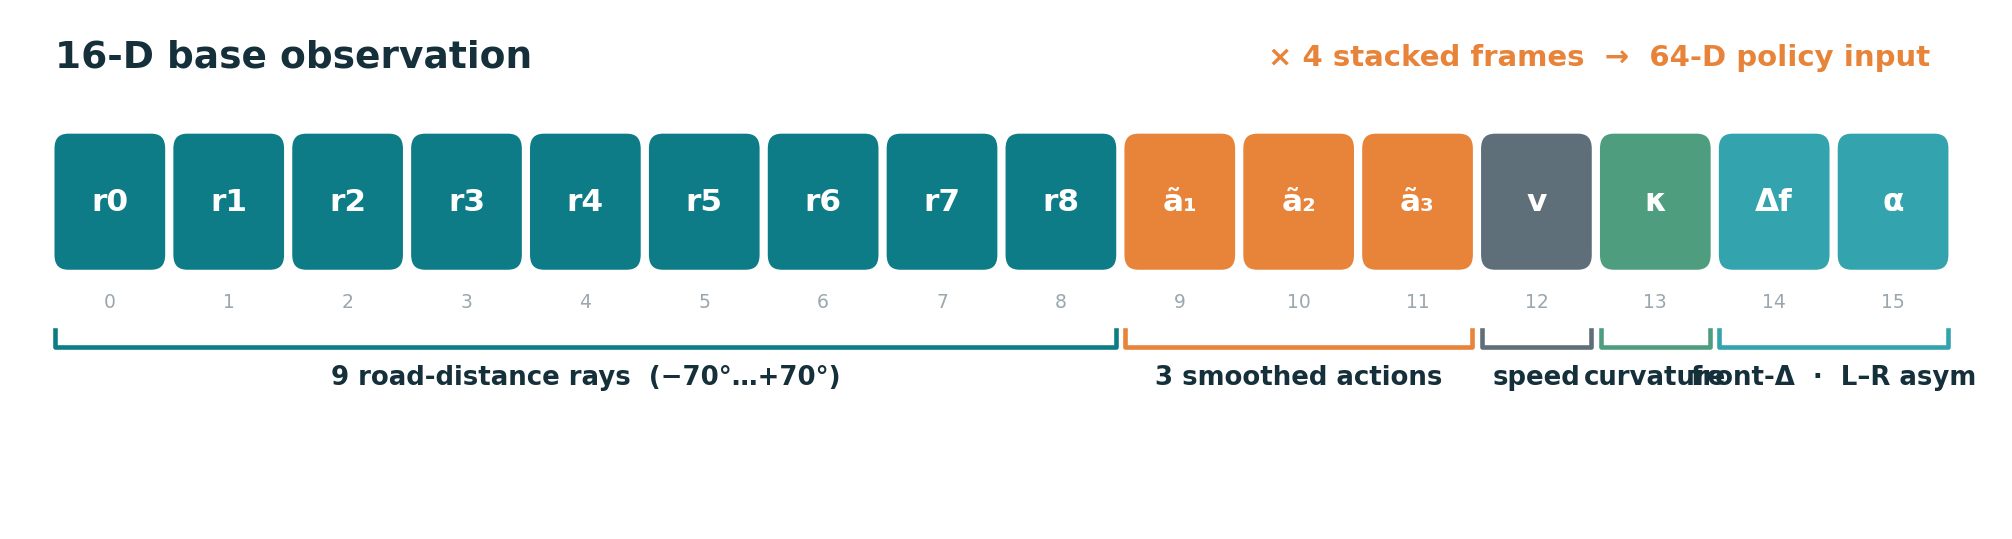 16-D base observation
× 4 stacked frames → 64-D policy input
r0 r1 r2 r3 r4 r5 r6 r7 r8 ã₁ ã₂ ã₃ v κ Δf α
0 1 2 3 4 5 6 7 8 9 10 11 12 13 14 15
9 road-distance rays (−70°…+70°) 3 smoothed actions speed curvature front-Δ · L–R asym